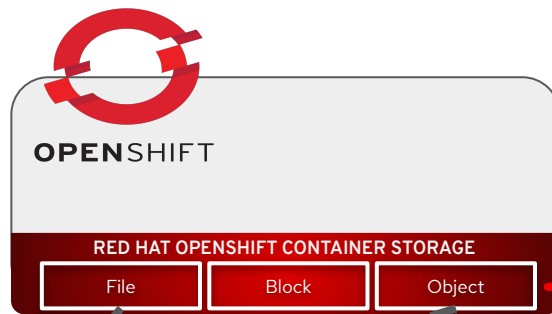 OPENSHIFT
RED HAT OPENSHIFT CONTAINER STORAGE
File Block Object